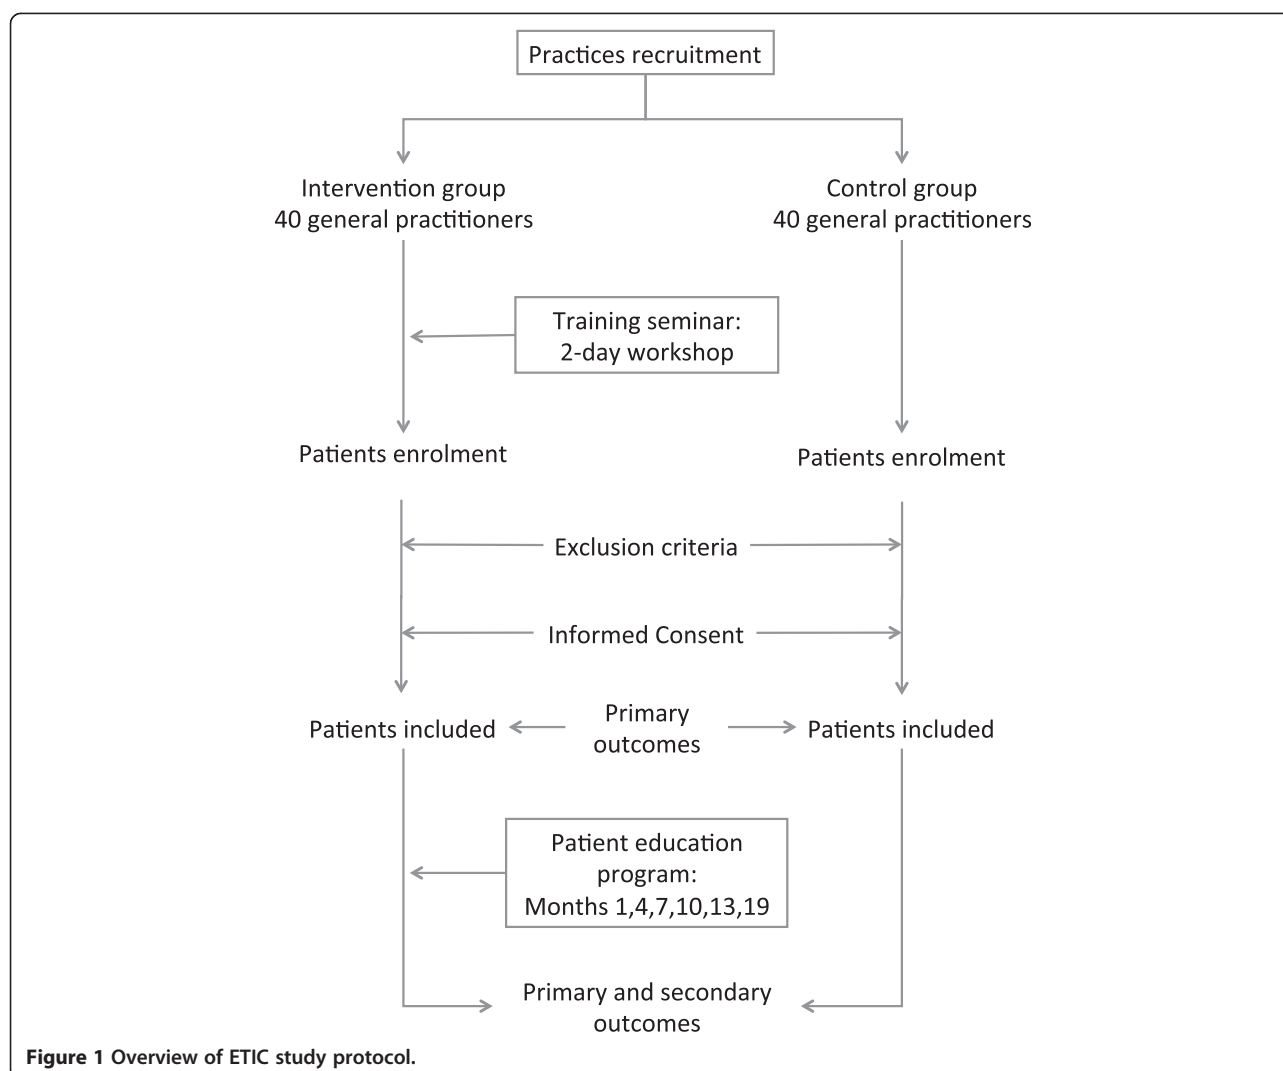 Practices recruitment
Intervention group
40 general practitioners
Control group
40 general practitioners
Training seminar:
2-day workshop
Patients enrolment
Patients enrolment
Exclusion criteria
Informed Consent
Patients included
Primary
outcomes
Patients included
Patient education
program:
Months 1,4,7,10,13,19
Primary and secondary
outcomes
Figure 1 Overview of ETIC study protocol.